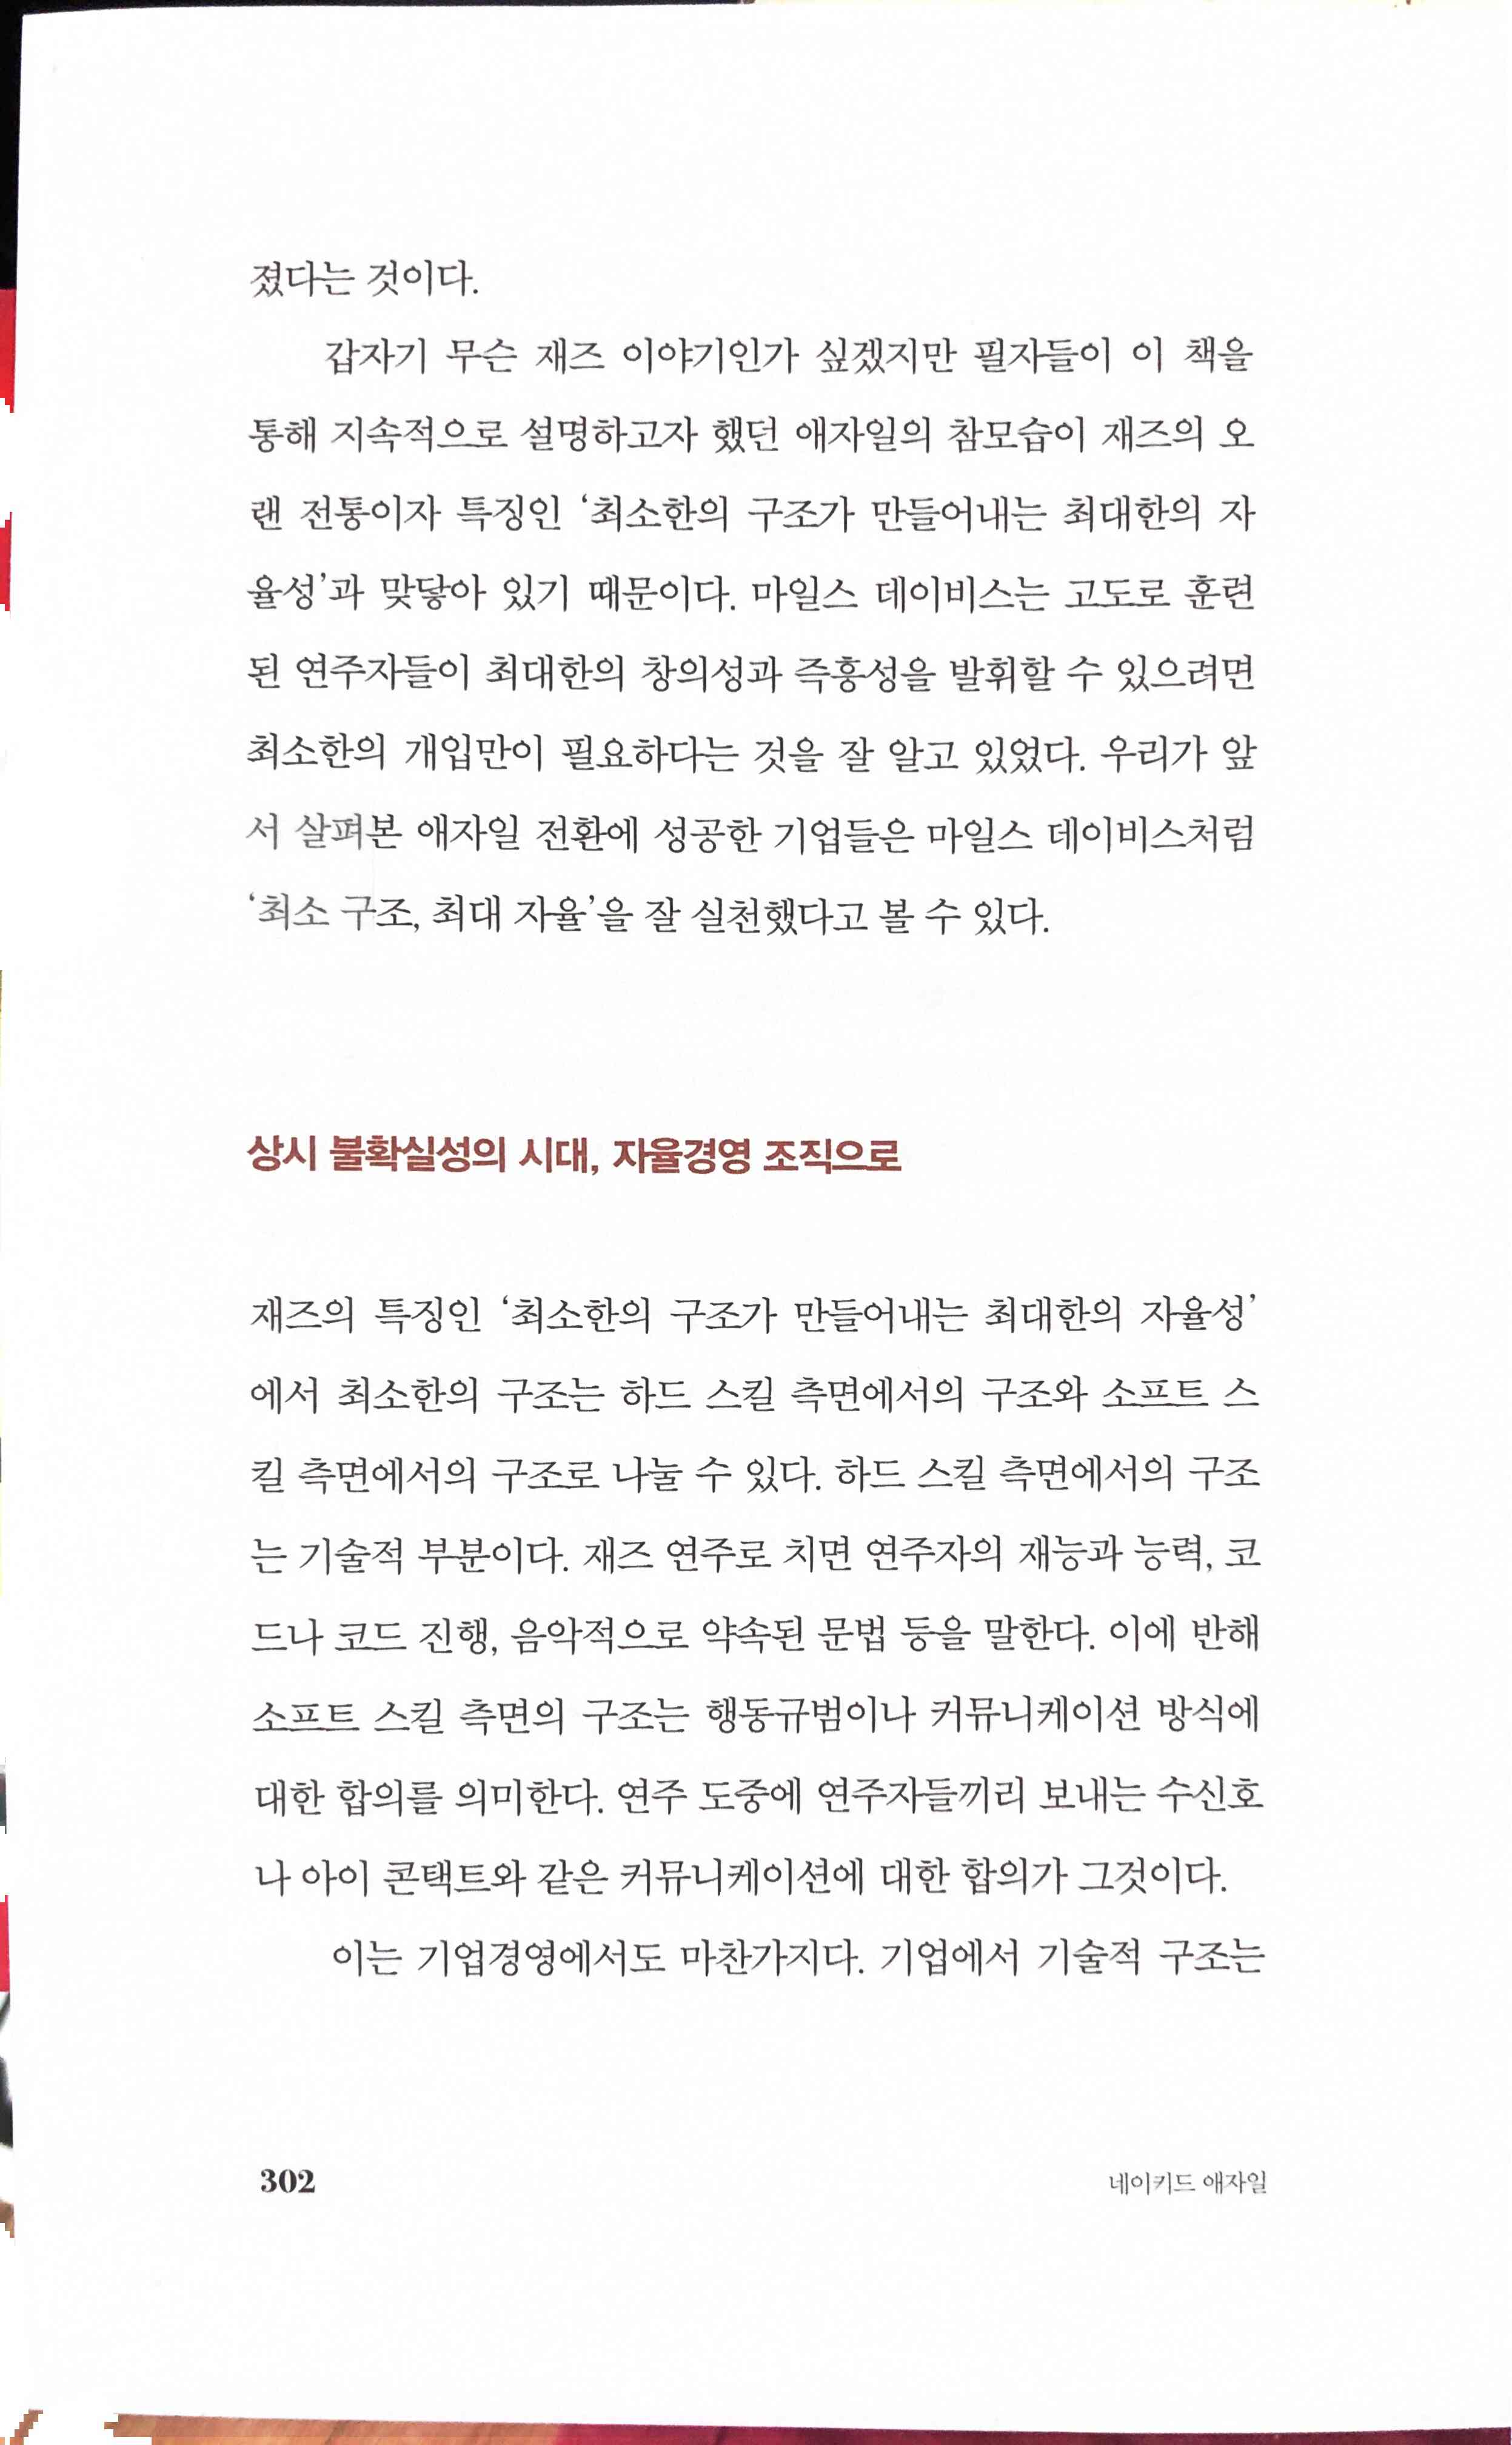 졌다는 것이다.
갑자기 무슨 재즈 이야기인가 싶겠지만 필자들이 이 책을
통해 지속적으로 설명하고자 했던 애자일의 참모습이 재즈의 오
랜 전통이자 특징인 ‘최소한의 구조가 만들어내는 최대한의 자
율성’과 맞닿아 있기 때문이다. 마일스 데이비스는 고도로 훈련
된 연주자들이 최대한의 창의성과 즉흥성을 발휘할 수 있으려면
최소한의 개입만이 필요하다는 것을 잘 알고 있었다. 우리가 앞
서 살펴본 애자일 전환에 성공한 기업들은 마일스 데이비스처럼
‘최소 구조, 최대 자율’을 잘 실천했다고 볼 수 있다.
상시 불확실성의 시대, 자율경영 조직으로
재즈의 특징인 ‘최소한의 구조가 만들어내는 최대한의 자율성’
에서 최소한의 구조는 하드 스킬 측면에서의 구조와 소프트 스
킬 측면에서의 구조로 나눌 수 있다. 하드 스킬 측면에서의 구조
는 기술적 부분이다. 재즈 연주로 치면 연주자의 재능과 능력, 코
드나 코드 진행, 음악적으로 약속된 문법 등을 말한다. 이에 반해
소프트 스킬 측면의 구조는 행동규범이나 커뮤니케이션 방식에
대한 합의를 의미한다. 연주 도중에 연주자들끼리 보내는 수신호
나 아이 콘택트와 같은 커뮤니케이션에 대한 합의가 그것이다.
이는 기업경영에서도 마찬가지다. 기업에서 기술적 구조는
302
네이키드 애자일